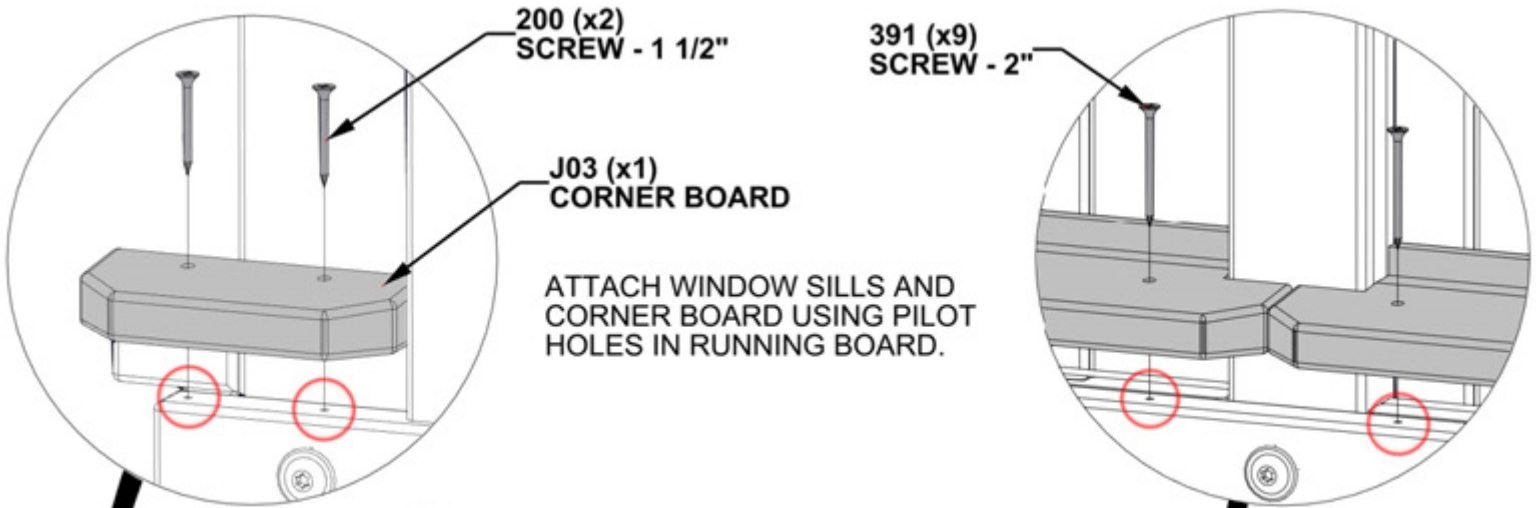 200 (x2)
SCREW - 1 1/2"
391 (x9)
SCREW - 2"
J03 (x1)
CORNER BOARD
ATTACH WINDOW SILLS AND
CORNER BOARD USING PILOT
HOLES IN RUNNING BOARD.